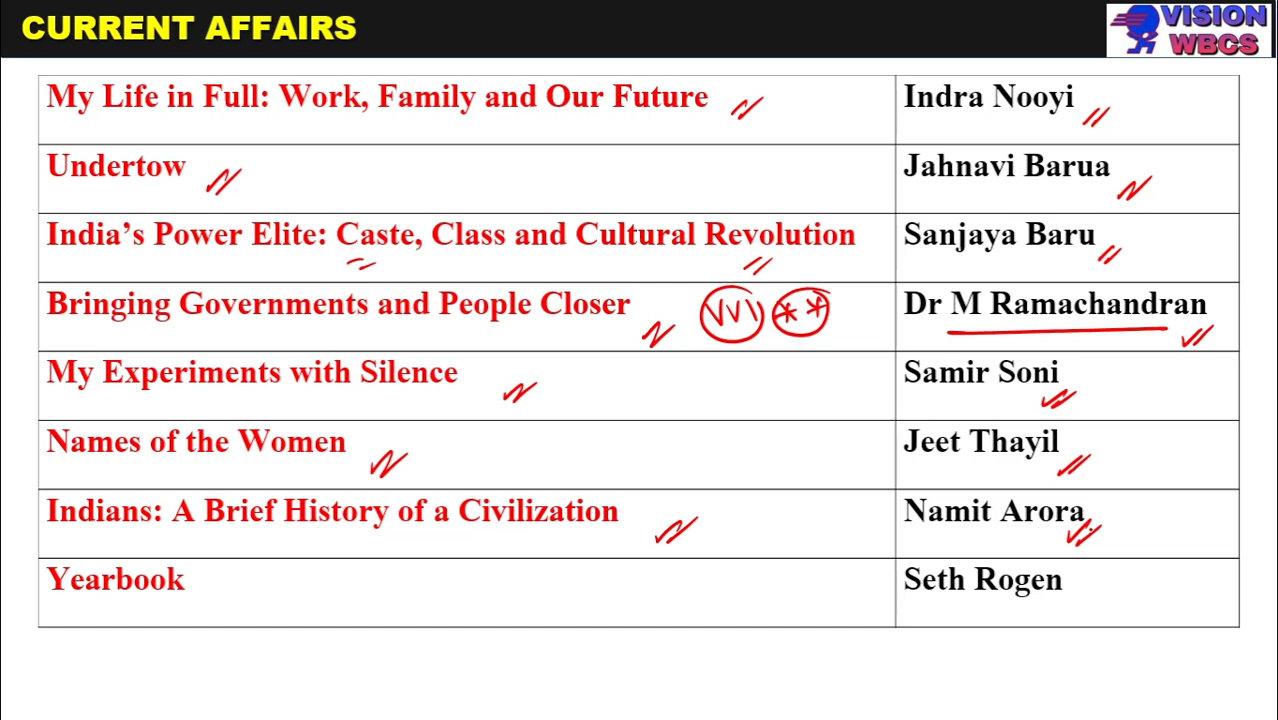 CURRENT AFFAIRS
VISION
WBCS
My Life in Full: Work, Family and Our Future Indra Nooyi
Undertow Jahnavi Barua
India’s Power Elite: Caste, Class and Cultural Revolution Sanjaya Baru
Bringing Governments and People Closer VVI ** Dr M Ramachandran
My Experiments with Silence Samir Soni
Names of the Women Jeet Thayil
Indians: A Brief History of a Civilization Namit Arora
Yearbook Seth Rogen